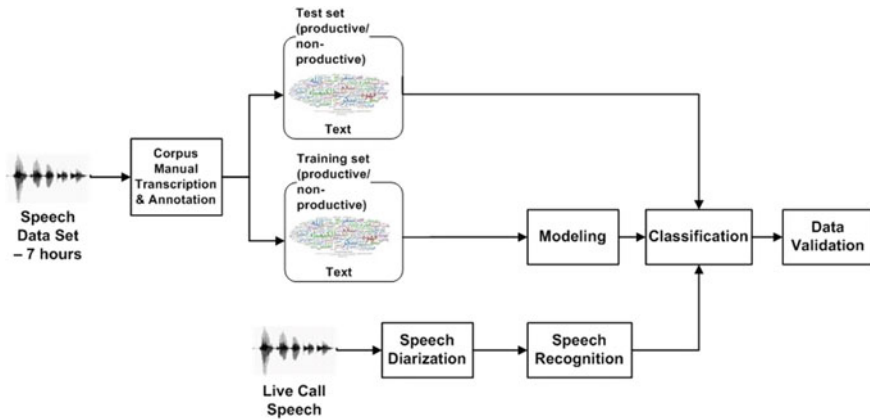 Test set
(productive/
non-
productive)
Text
Corpus
Manual
Transcription
& Annotation
Speech
Data Set
– 7 hours
Training set
(productive/
non-
productive)
Text
Modeling
Classification
Data
Validation
Speech
Diarization
Speech
Recognition
Live Call
Speech